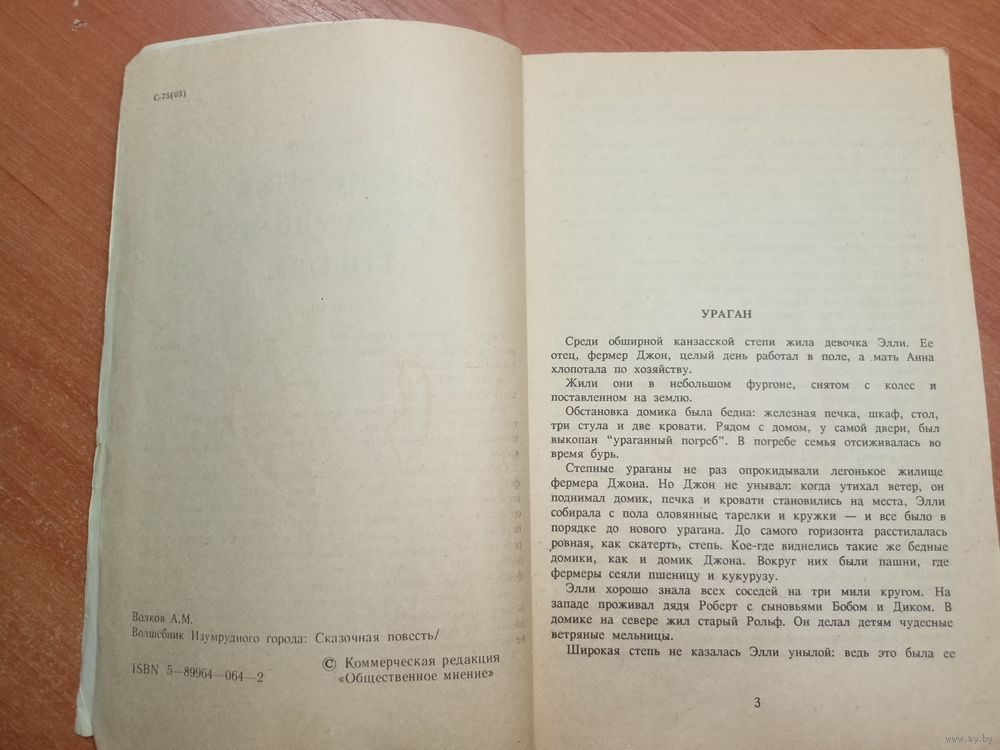 С-75(03)
Волков А.М.
Волшебник Изумрудного города: Сказочная повесть/
ISBN 5—89964—064—2
© Коммерческая редакция
«Общественное мнение»
УРАГАН
Среди обширной канзасской степи жила девочка Элли. Ее
отец, фермер Джон, целый день работал в поле, а мать Анна
хлопотала по хозяйству.
Жили они в небольшом фургоне, снятом с колес и
поставленном на землю.
Обстановка домика была бедна: железная печка, шкаф, стол,
три стула и две кровати. Рядом с домом, у самой двери, был
выкопан “ураганный погреб”. В погребе семья отсиживалась во
время бурь.
Степные ураганы не раз опрокидывали легонькое жилище
фермера Джона. Но Джон не унывал: когда утихал ветер, он
поднимал домик, печка и кровати становились на места, Элли
собирала с пола оловянные тарелки и кружки — и все было в
порядке до нового урагана. До самого горизонта расстилалась
ровная, как скатерть, степь. Кое-где виднелись такие же бедные
домики, как и домик Джона. Вокруг них были пашни, где
фермеры сеяли пшеницу и кукурузу.
Элли хорошо знала всех соседей на три мили кругом. На
западе проживал дядя Роберт с сыновьями Бобом и Диком. В
домике на севере жил старый Рольф. Он делал детям чудесные
ветряные мельницы.
Широкая степь не казалась Элли унылой: ведь это была ее
3
www.ay.by